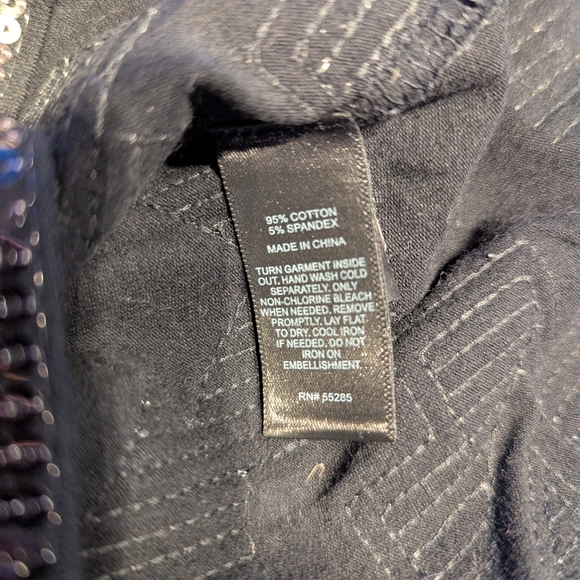 95% COTTON
5% SPANDEX
MADE IN CHINA
TURN GARMENT INSIDE
OUT. HAND WASH COLD
SEPARATELY. ONLY
NON-CHLORINE BLEACH
WHEN NEEDED. REMOVE
PROMPTLY. LAY FLAT
TO DRY. COOL IRON
IF NEEDED. DO NOT
IRON ON
EMBELLISHMENT.
RN# 55285